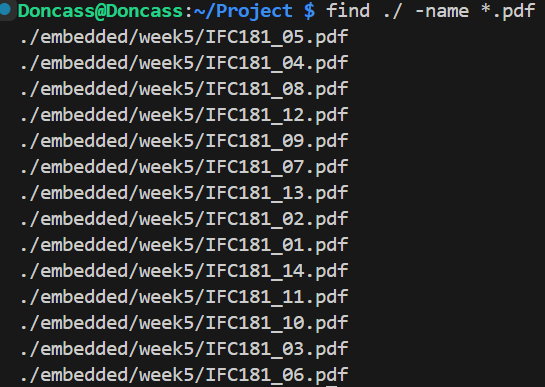 Doncass@Doncass:~/Project $ find ./ -name *.pdf
./embedded/week5/IFC181_05.pdf
./embedded/week5/IFC181_04.pdf
./embedded/week5/IFC181_08.pdf
./embedded/week5/IFC181_12.pdf
./embedded/week5/IFC181_09.pdf
./embedded/week5/IFC181_07.pdf
./embedded/week5/IFC181_13.pdf
./embedded/week5/IFC181_02.pdf
./embedded/week5/IFC181_01.pdf
./embedded/week5/IFC181_14.pdf
./embedded/week5/IFC181_11.pdf
./embedded/week5/IFC181_10.pdf
./embedded/week5/IFC181_03.pdf
./embedded/week5/IFC181_06.pdf